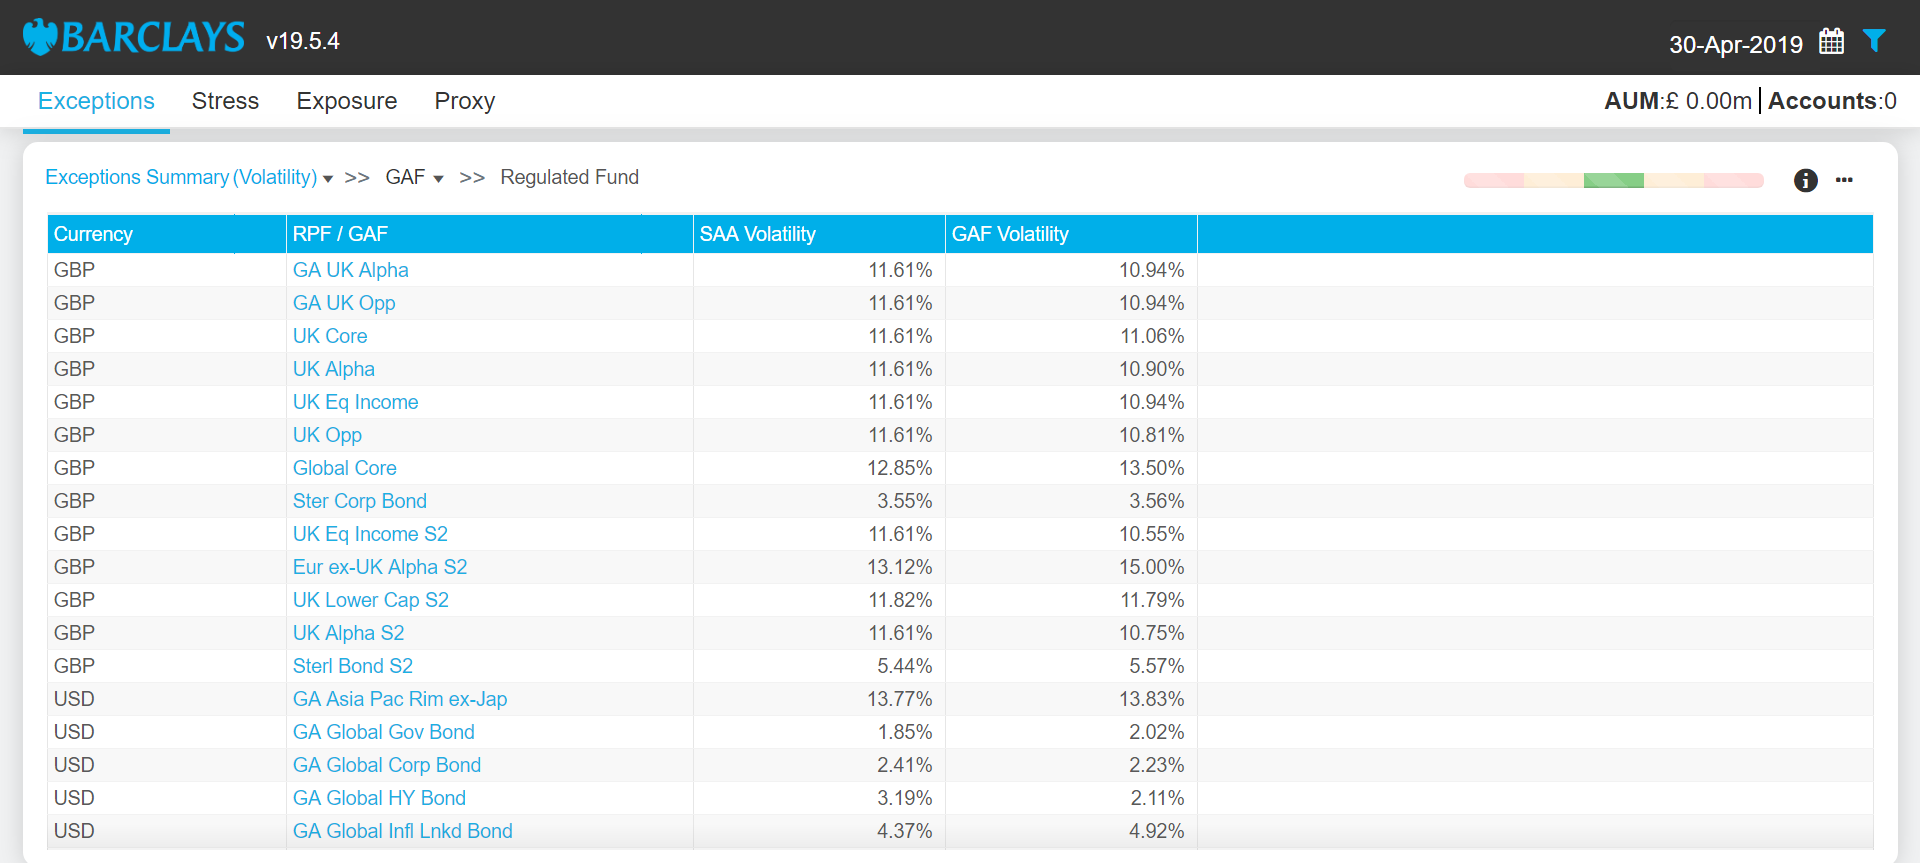 BARCLAYS v19.5.4 30-Apr-2019
Exceptions Stress Exposure Proxy AUM:£ 0.00m Accounts:0
Exceptions Summary (Volatility) >> GAF >> Regulated Fund
Currency RPF / GAF SAA Volatility GAF Volatility
GBP GA UK Alpha 11.61% 10.94%
GBP GA UK Opp 11.61% 10.94%
GBP UK Core 11.61% 11.06%
GBP UK Alpha 11.61% 10.90%
GBP UK Eq Income 11.61% 10.94%
GBP UK Opp 11.61% 10.81%
GBP Global Core 12.85% 13.50%
GBP Ster Corp Bond 3.55% 3.56%
GBP UK Eq Income S2 11.61% 10.55%
GBP Eur ex-UK Alpha S2 13.12% 15.00%
GBP UK Lower Cap S2 11.82% 11.79%
GBP UK Alpha S2 11.61% 10.75%
GBP Sterl Bond S2 5.44% 5.57%
USD GA Asia Pac Rim ex-Jap 13.77% 13.83%
USD GA Global Gov Bond 1.85% 2.02%
USD GA Global Corp Bond 2.41% 2.23%
USD GA Global HY Bond 3.19% 2.11%
USD GA Global Infl Lnkd Bond 4.37% 4.92%